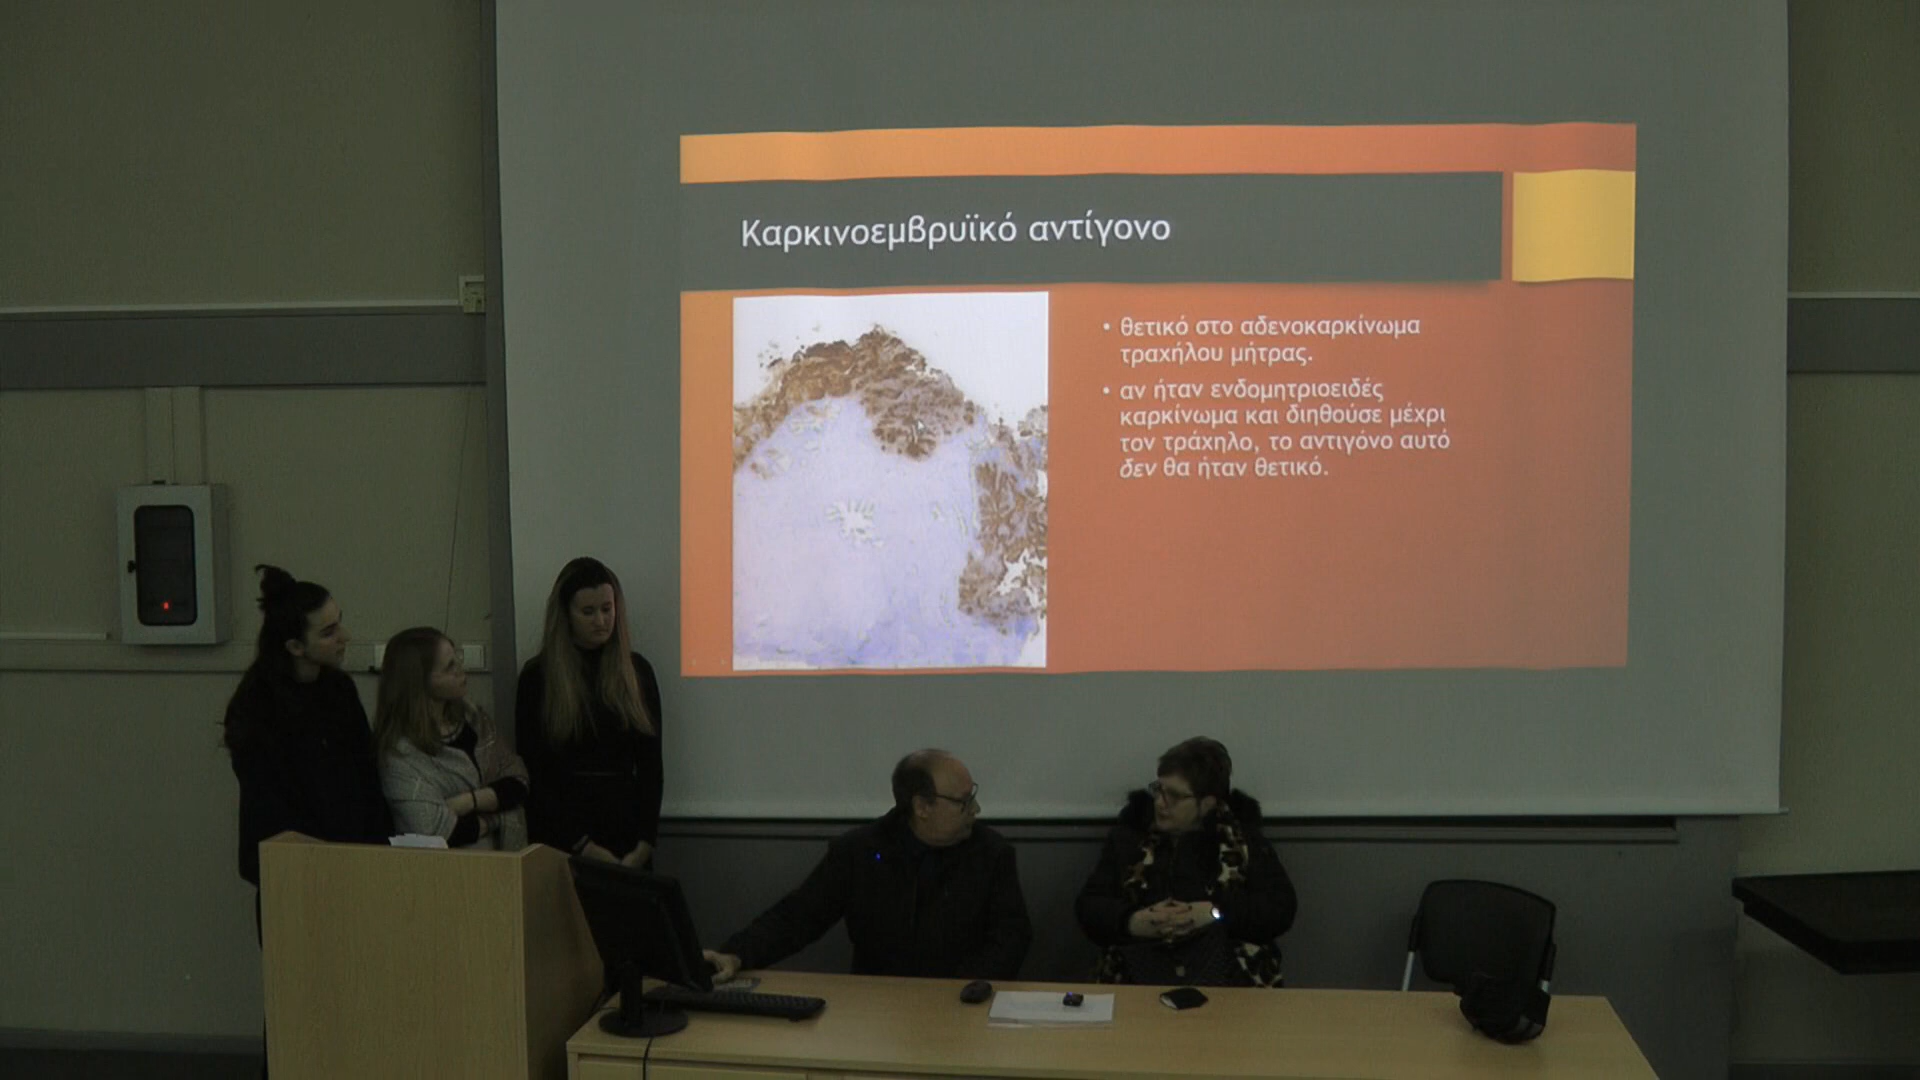 Καρκινοεμβρυϊκό αντίγονο
• θετικό στο αδενοκαρκίνωμα
τραχήλου μήτρας.
• αν ήταν ενδομητριοειδές
καρκίνωμα και διηθούσε μέχρι
τον τράχηλο, το αντιγόνο αυτό
δεν θα ήταν θετικό.